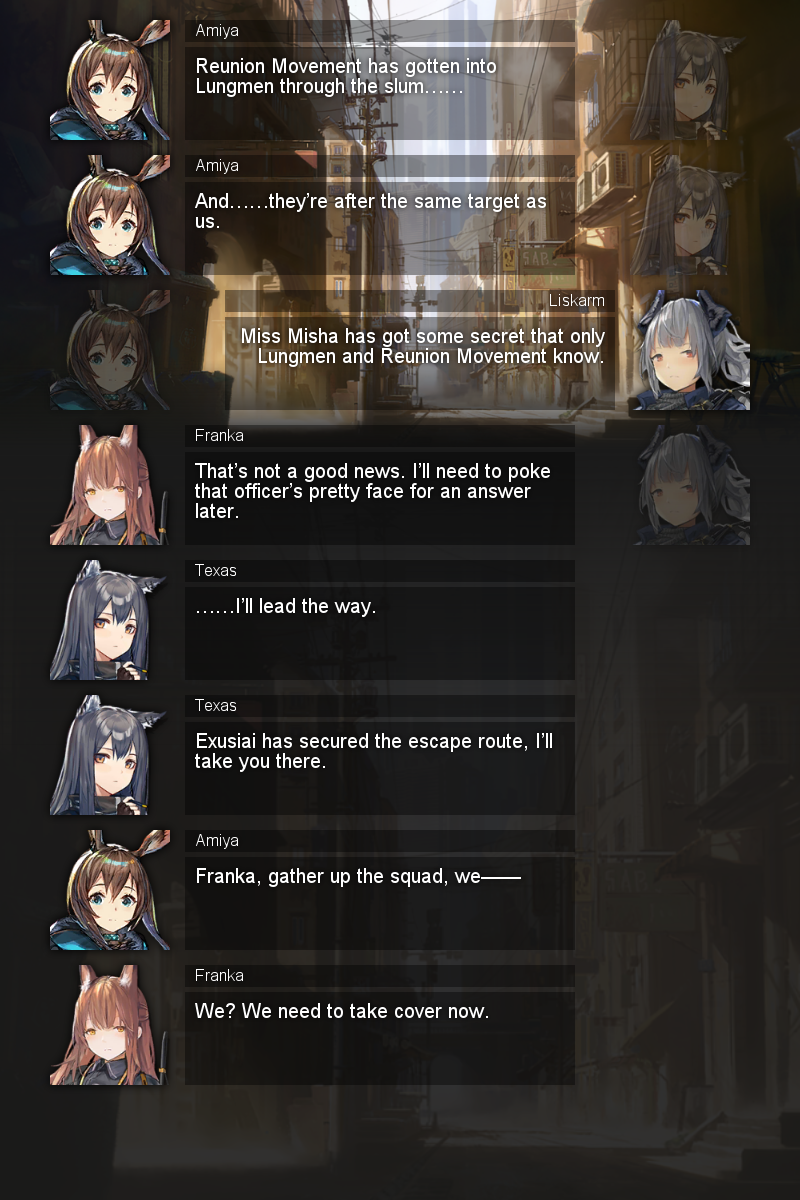 Amiya
Reunion Movement has gotten into
Lungmen through the slum……
Amiya
And……they're after the same target as
us.
Liskarm
Miss Misha has got some secret that only
Lungmen and Reunion Movement know.
Franka
That's not a good news. I'll need to poke
that officer's pretty face for an answer
later.
Texas
……I'll lead the way.
Texas
Exusiai has secured the escape route, I'll
take you there.
Amiya
Franka, gather up the squad, we——
Franka
We? We need to take cover now.